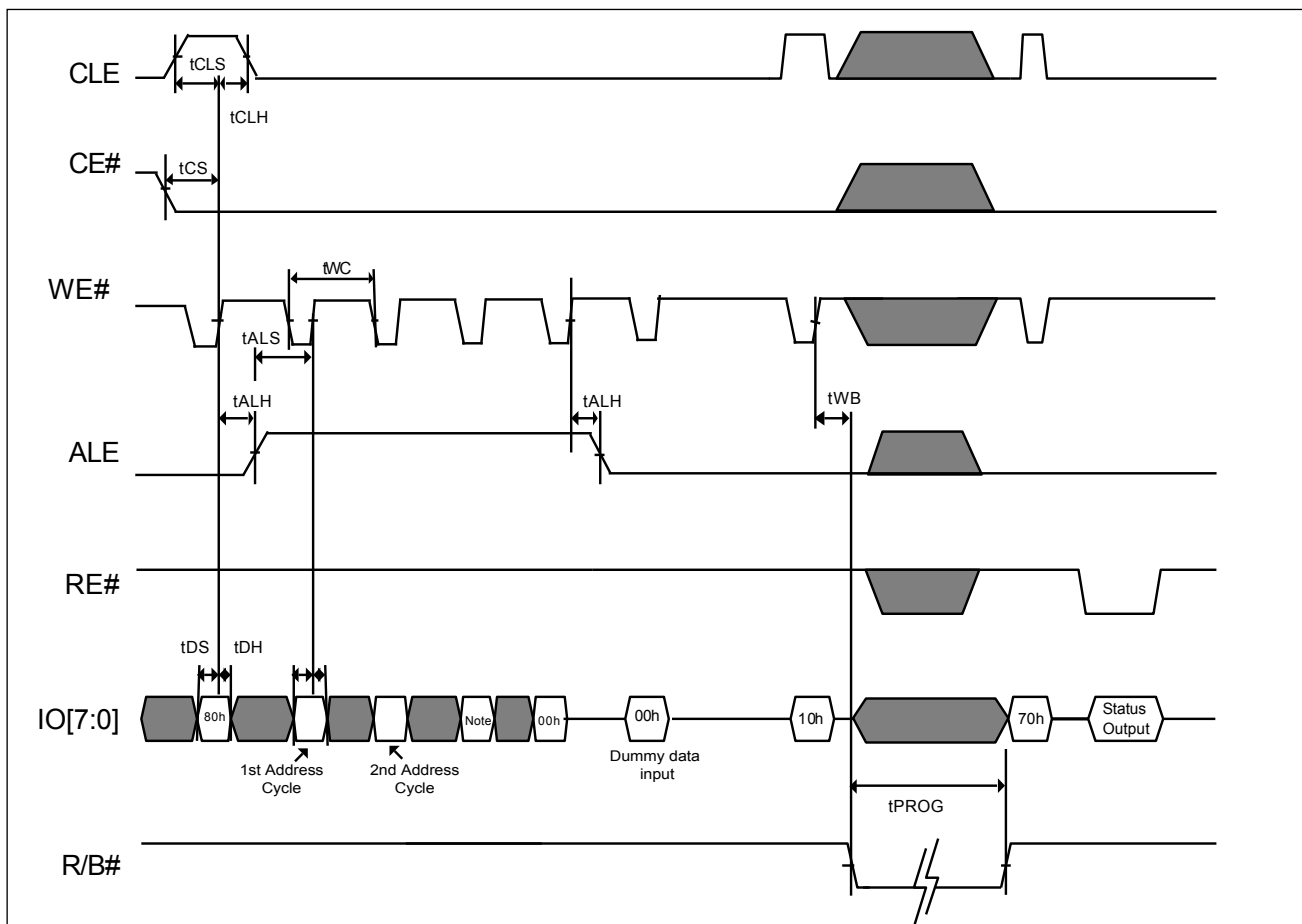 CLE
tCLS
tCLH
CE#
tCS
WE#
tWC
tALS
tALH
tALH
tWB
ALE
RE#
tDS
tDH
IO[7:0]
80h
Note
00h
00h
10h
70h
Status
Output
1st Address
Cycle
2nd Address
Cycle
Dummy data
input
tPROG
R/B#